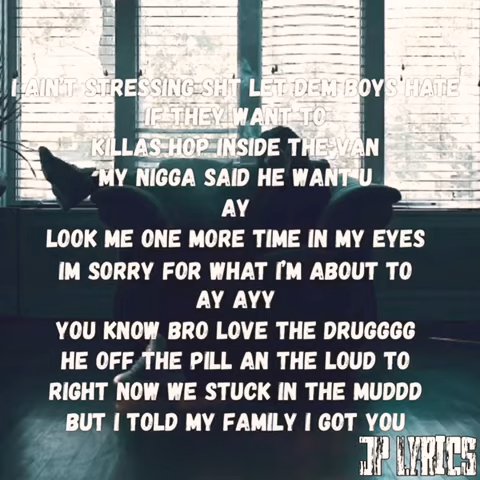 I AIN'T STRESSING SHT LET DEM BOYS HATE
IF THEY WANT TO
KILLAS HOP INSIDE THE VAN
MY NIGGA SAID HE WANT U
AY
LOOK ME ONE MORE TIME IN MY EYES
IM SORRY FOR WHAT I'M ABOUT TO
AY AYY
YOU KNOW BRO LOVE THE DRUGGGG
HE OFF THE PILL AN THE LOUD TO
RIGHT NOW WE STUCK IN THE MUDDD
BUT I TOLD MY FAMILY I GOT YOU
JP LYRICS